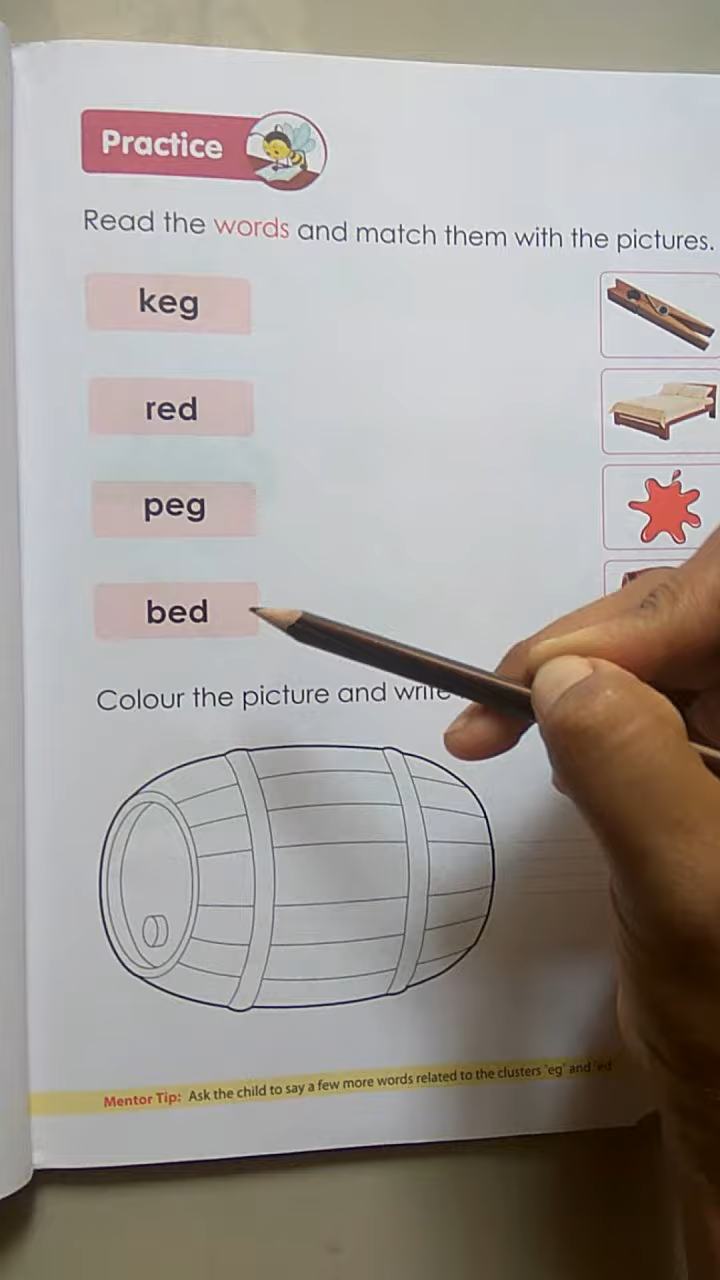 Practice
Read the words and match them with the pictures.
keg
red
peg
bed
Colour the picture and write
Mentor Tip: Ask the child to say a few more words related to the clusters 'eg' and 'ed'